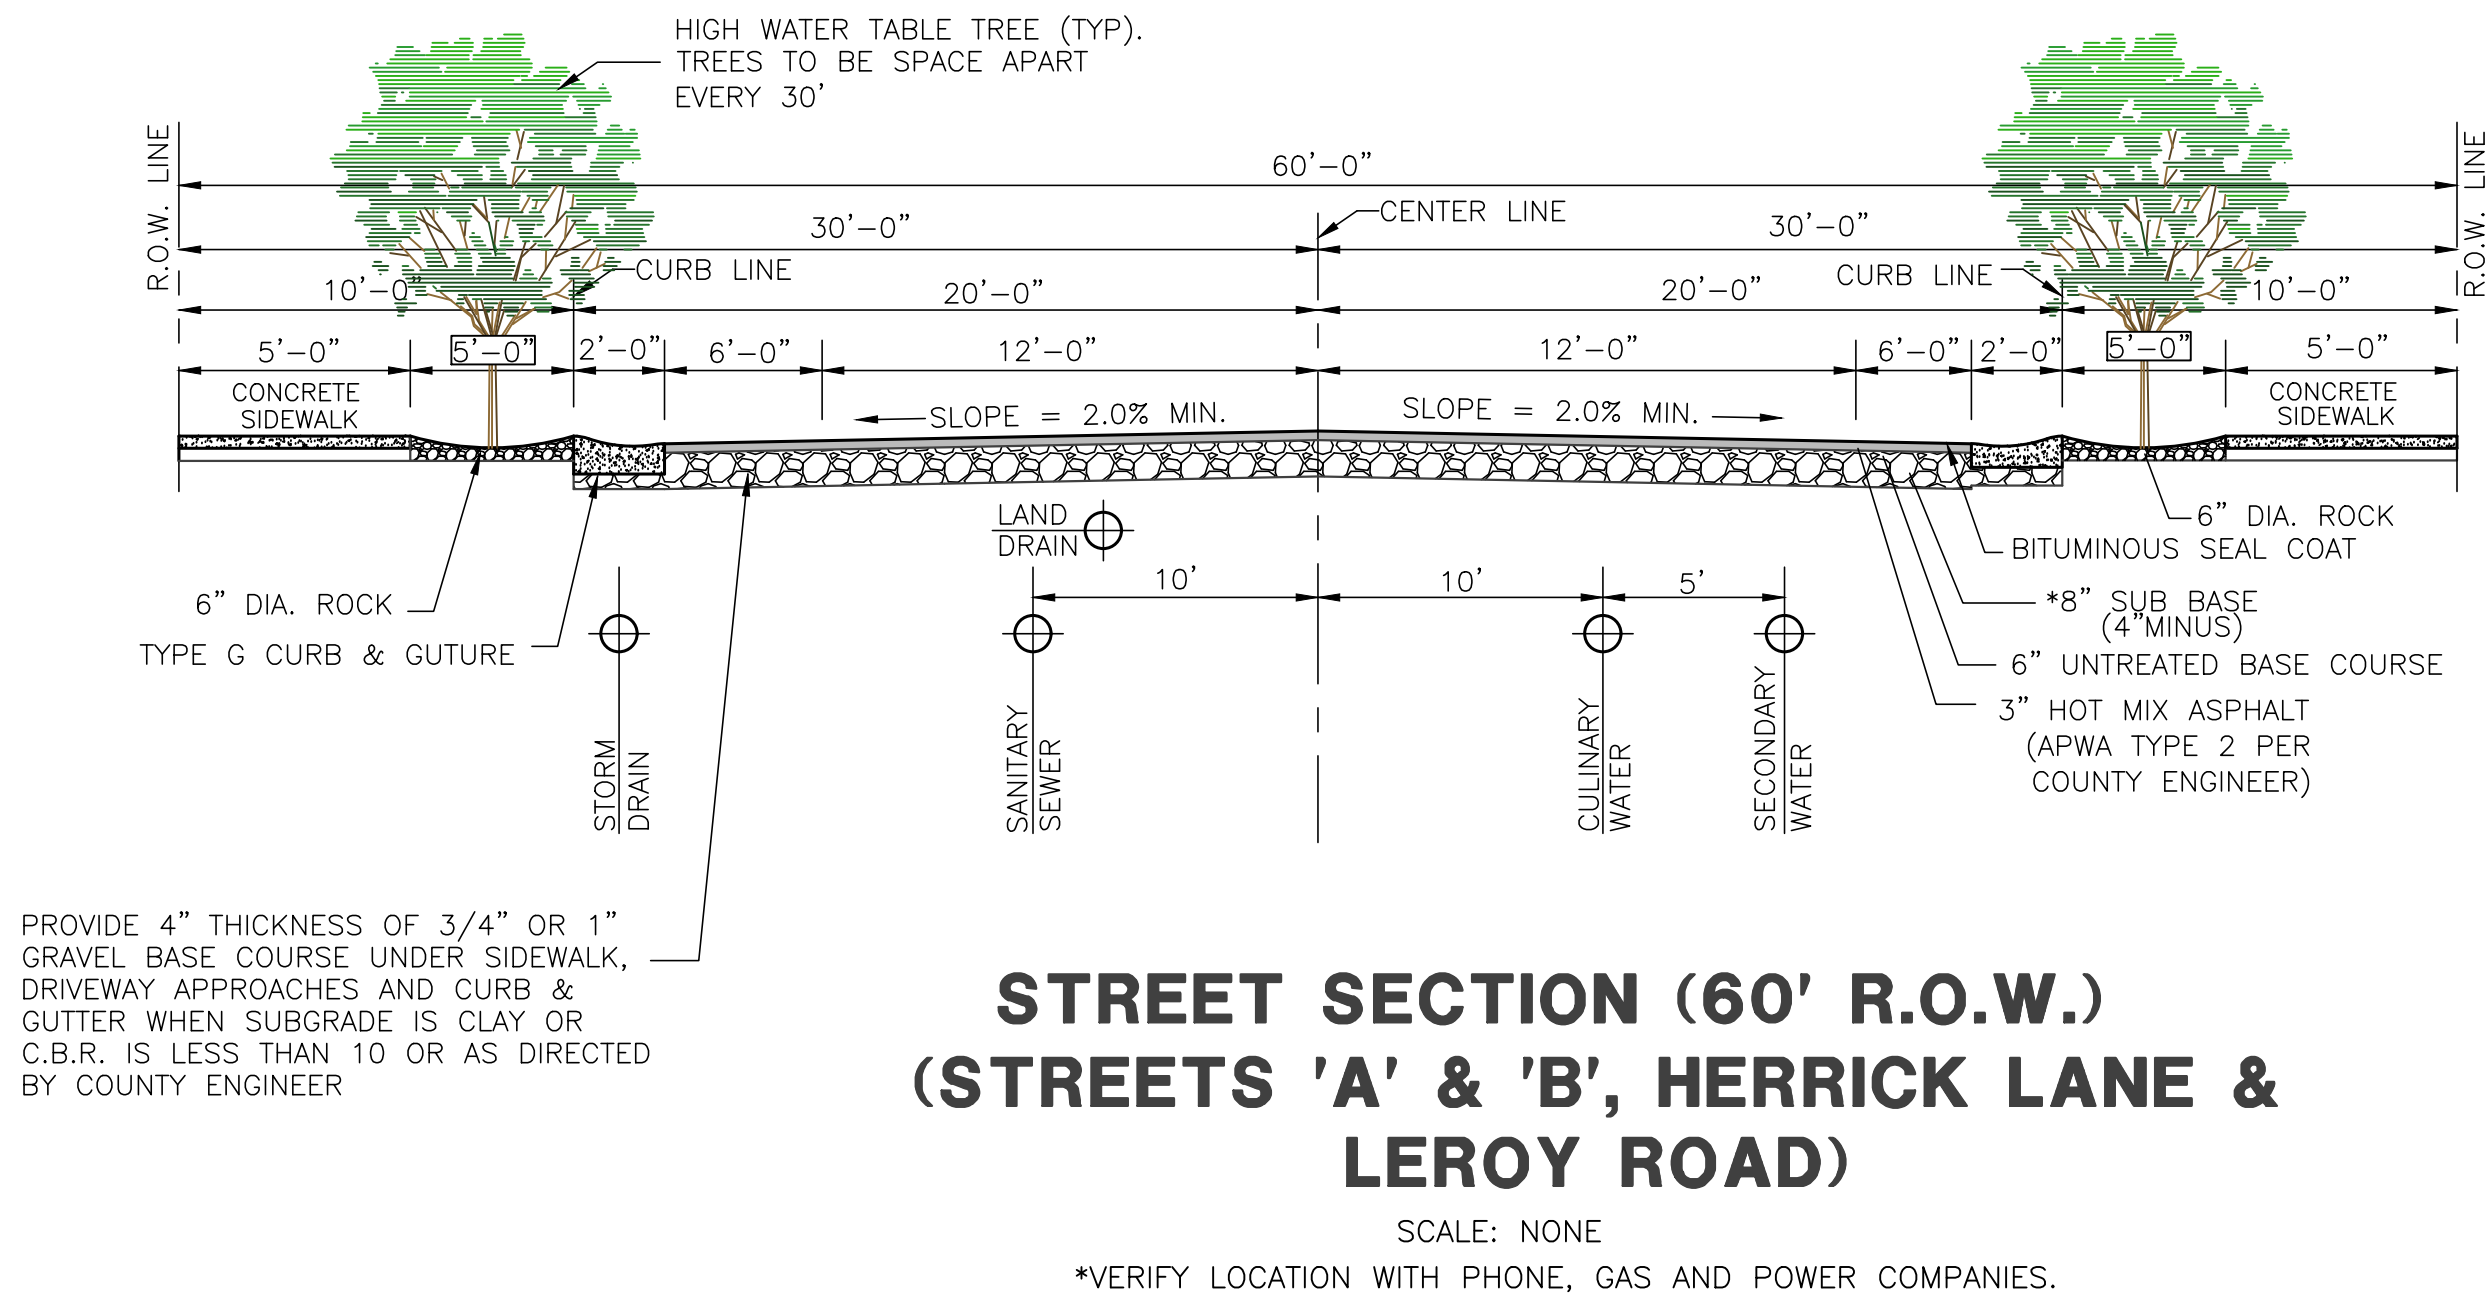 HIGH WATER TABLE TREE (TYP).
TREES TO BE SPACE APART
EVERY 30'
R.O.W. LINE
R.O.W. LINE
60'-0"
30'-0"
CENTER LINE
30'-0"
CURB LINE
CURB LINE
10'-0"
20'-0"
20'-0"
10'-0"
5'-0"
5'-0"
2'-0"
6'-0"
12'-0"
12'-0"
6'-0"
2'-0"
5'-0"
5'-0"
CONCRETE
SIDEWALK
SLOPE = 2.0% MIN.
SLOPE = 2.0% MIN.
CONCRETE
SIDEWALK
LAND
DRAIN
6" DIA. ROCK
BITUMINOUS SEAL COAT
10'
10'
5'
6" DIA. ROCK
*8" SUB BASE
(4"MINUS)
TYPE G CURB & GUTURE
6" UNTREATED BASE COURSE
3" HOT MIX ASPHALT
(APWA TYPE 2 PER
COUNTY ENGINEER)
STORM
DRAIN
SANITARY
SEWER
CULINARY
WATER
SECONDARY
WATER
PROVIDE 4" THICKNESS OF 3/4" OR 1"
GRAVEL BASE COURSE UNDER SIDEWALK,
DRIVEWAY APPROACHES AND CURB &
GUTTER WHEN SUBGRADE IS CLAY OR
C.B.R. IS LESS THAN 10 OR AS DIRECTED
BY COUNTY ENGINEER
STREET SECTION (60' R.O.W.)
(STREETS 'A' & 'B', HERRICK LANE &
LEROY ROAD)
SCALE: NONE
*VERIFY LOCATION WITH PHONE, GAS AND POWER COMPANIES.